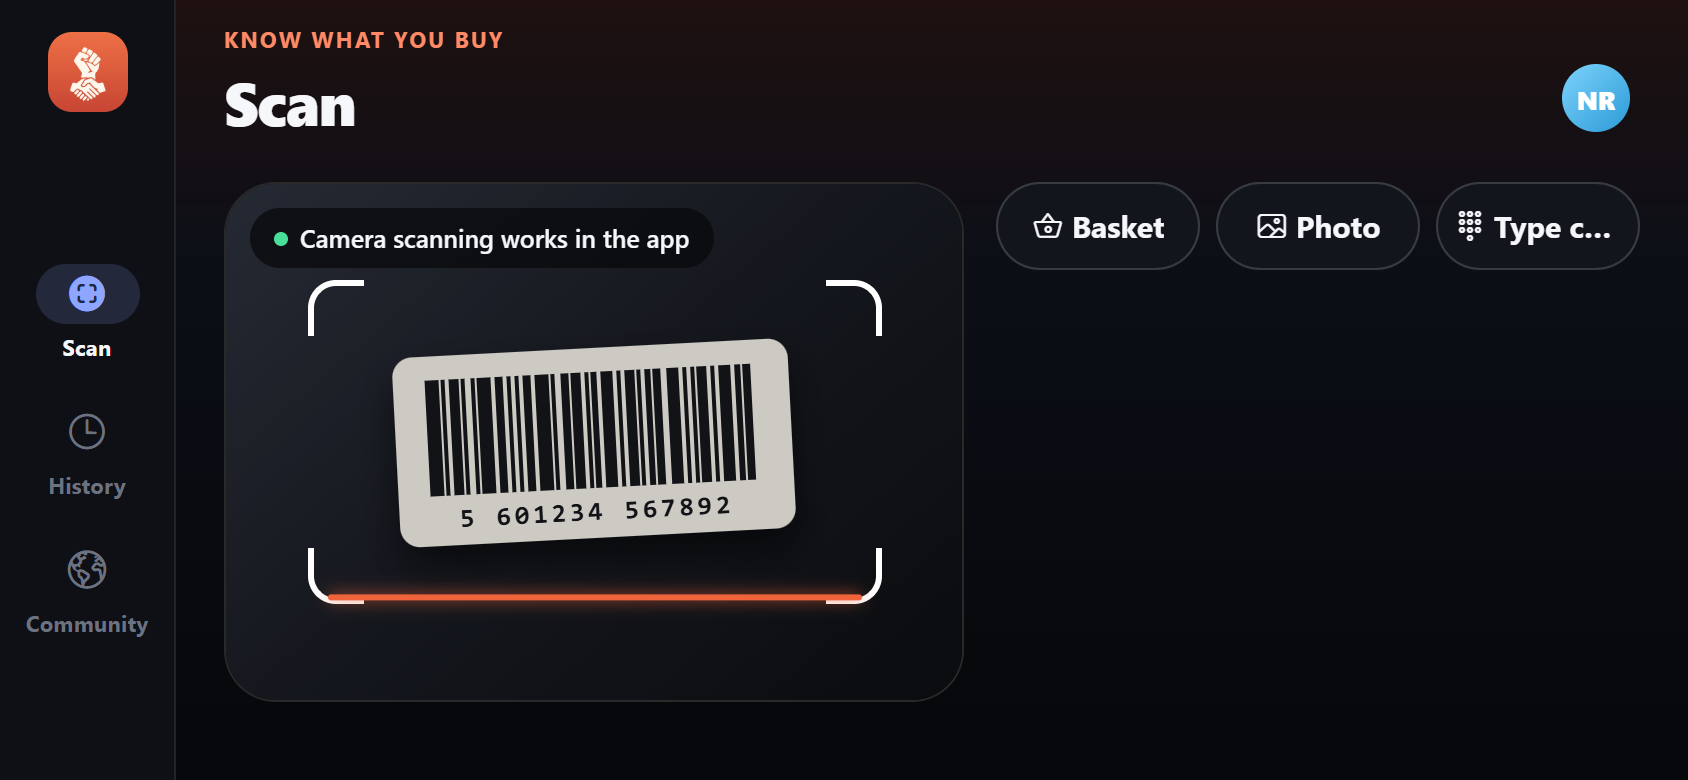 KNOW WHAT YOU BUY
Scan
NR
Camera scanning works in the app
Basket
Photo
Type c...
5 601234 567892
Scan
History
Community